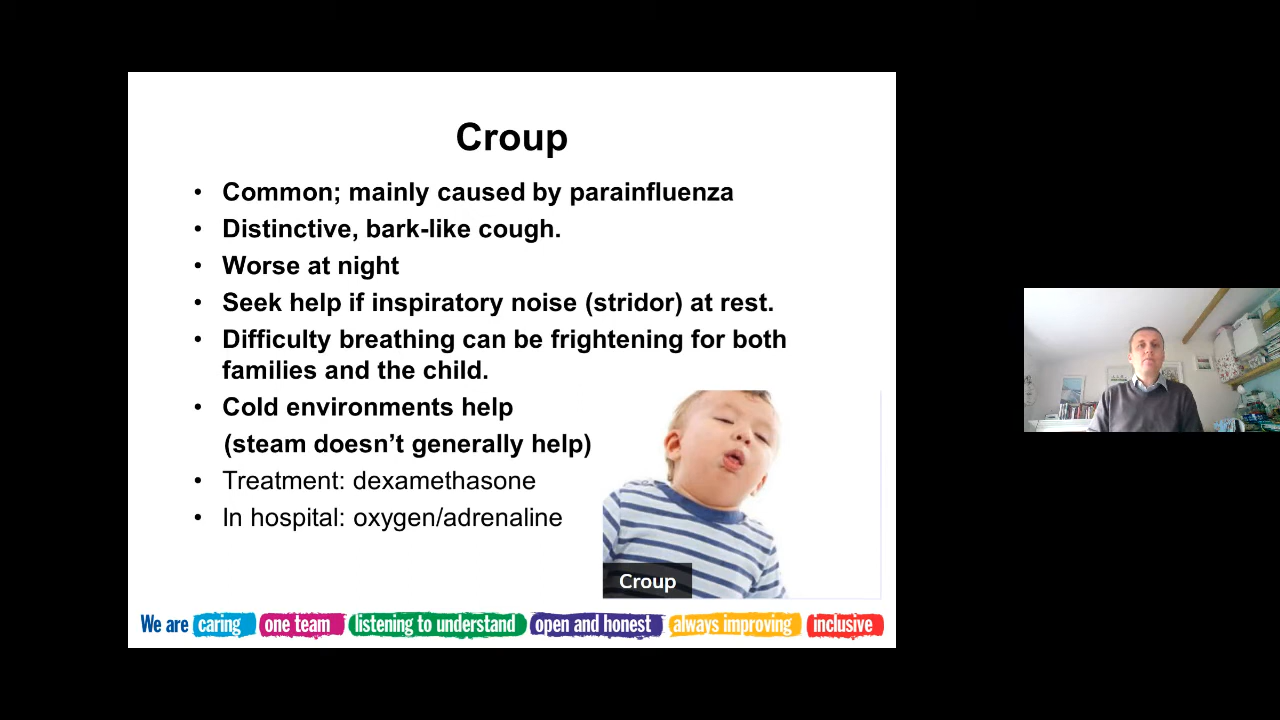 Croup
• Common; mainly caused by parainfluenza
• Distinctive, bark-like cough.
• Worse at night
• Seek help if inspiratory noise (stridor) at rest.
• Difficulty breathing can be frightening for both
families and the child.
• Cold environments help
(steam doesn’t generally help)
• Treatment: dexamethasone
• In hospital: oxygen/adrenaline
Croup
We are caring one team listening to understand open and honest always improving inclusive